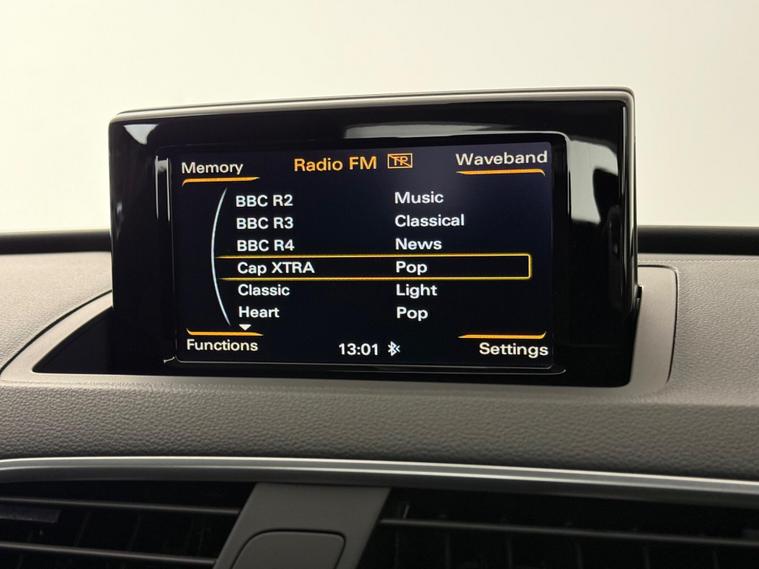 Memory Radio FM TP Waveband
BBC R2 Music
BBC R3 Classical
BBC R4 News
Cap XTRA Pop
Classic Light
Heart Pop
Functions 13:01 Settings